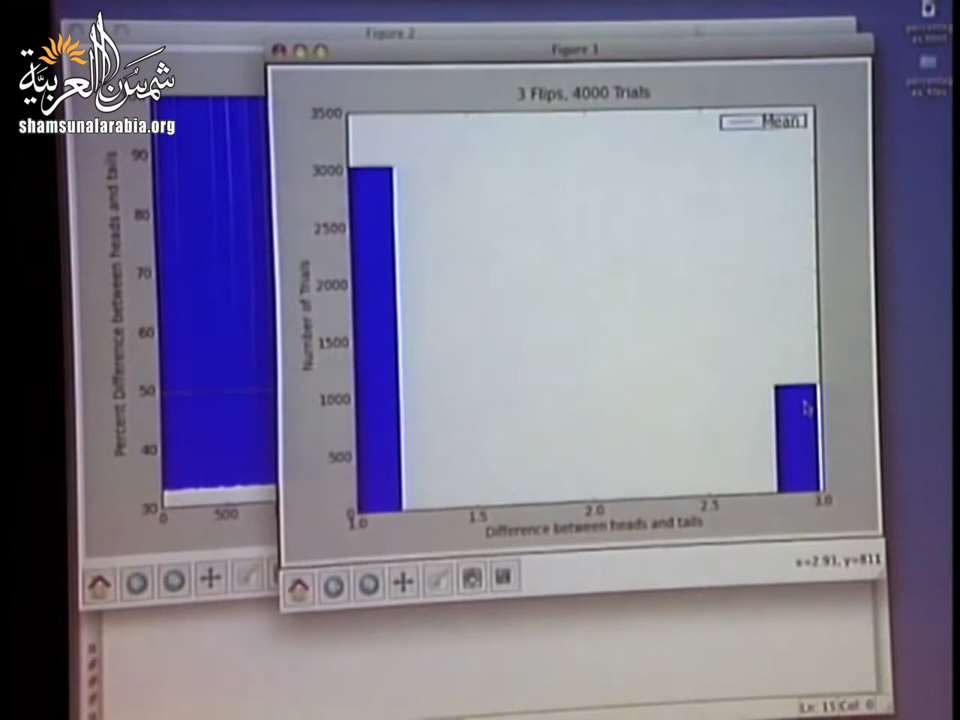 شمس العربية
shamsunalarabia.org
Figure 2
Figure 1
3 Flips, 4000 Trials
Mean
Number of Trials
3500
3000
2500
2000
1500
1000
500
0
1.0
1.5
2.0
2.5
3.0
Difference between heads and tails
x=2.93, y=811
Percent Difference between heads and tails
90
80
70
60
50
40
30
0
500
Ln: 15 Col: 0